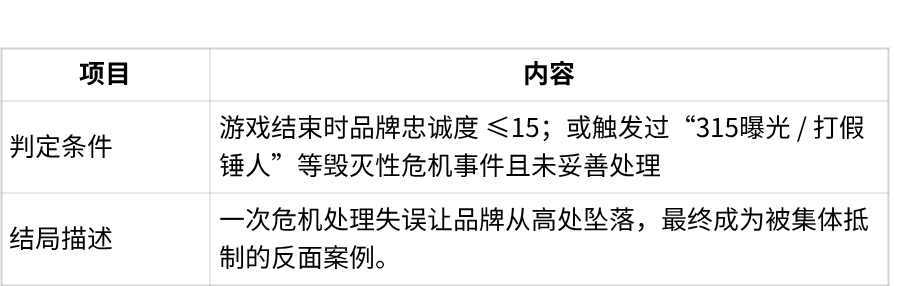 项目 内容
判定条件 游戏结束时品牌忠诚度 ≤15；或触发过“315曝光 / 打假
锤人”等毁灭性危机事件且未妥善处理
结局描述 一次危机处理失误让品牌从高处坠落，最终成为被集体抵
制的反面案例。